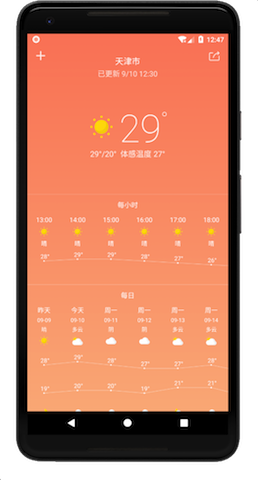 12:47
天津市
已更新 9/10 12:30
29°
29°/20° 体感温度 27°
每小时
13:00 14:00 15:00 16:00 17:00 18:00
晴 晴 晴 晴 晴 晴
28° 29° 29° 28° 27° 26°
每日
昨天 今天 周一 周一 周一 周一
09-09 09-10 09-11 09-12 09-13 09-14
晴 多云 阴 阴 多云 多云
28° 29° 28° 27° 27° 28°
19° 20° 20° 19° 21° 21°